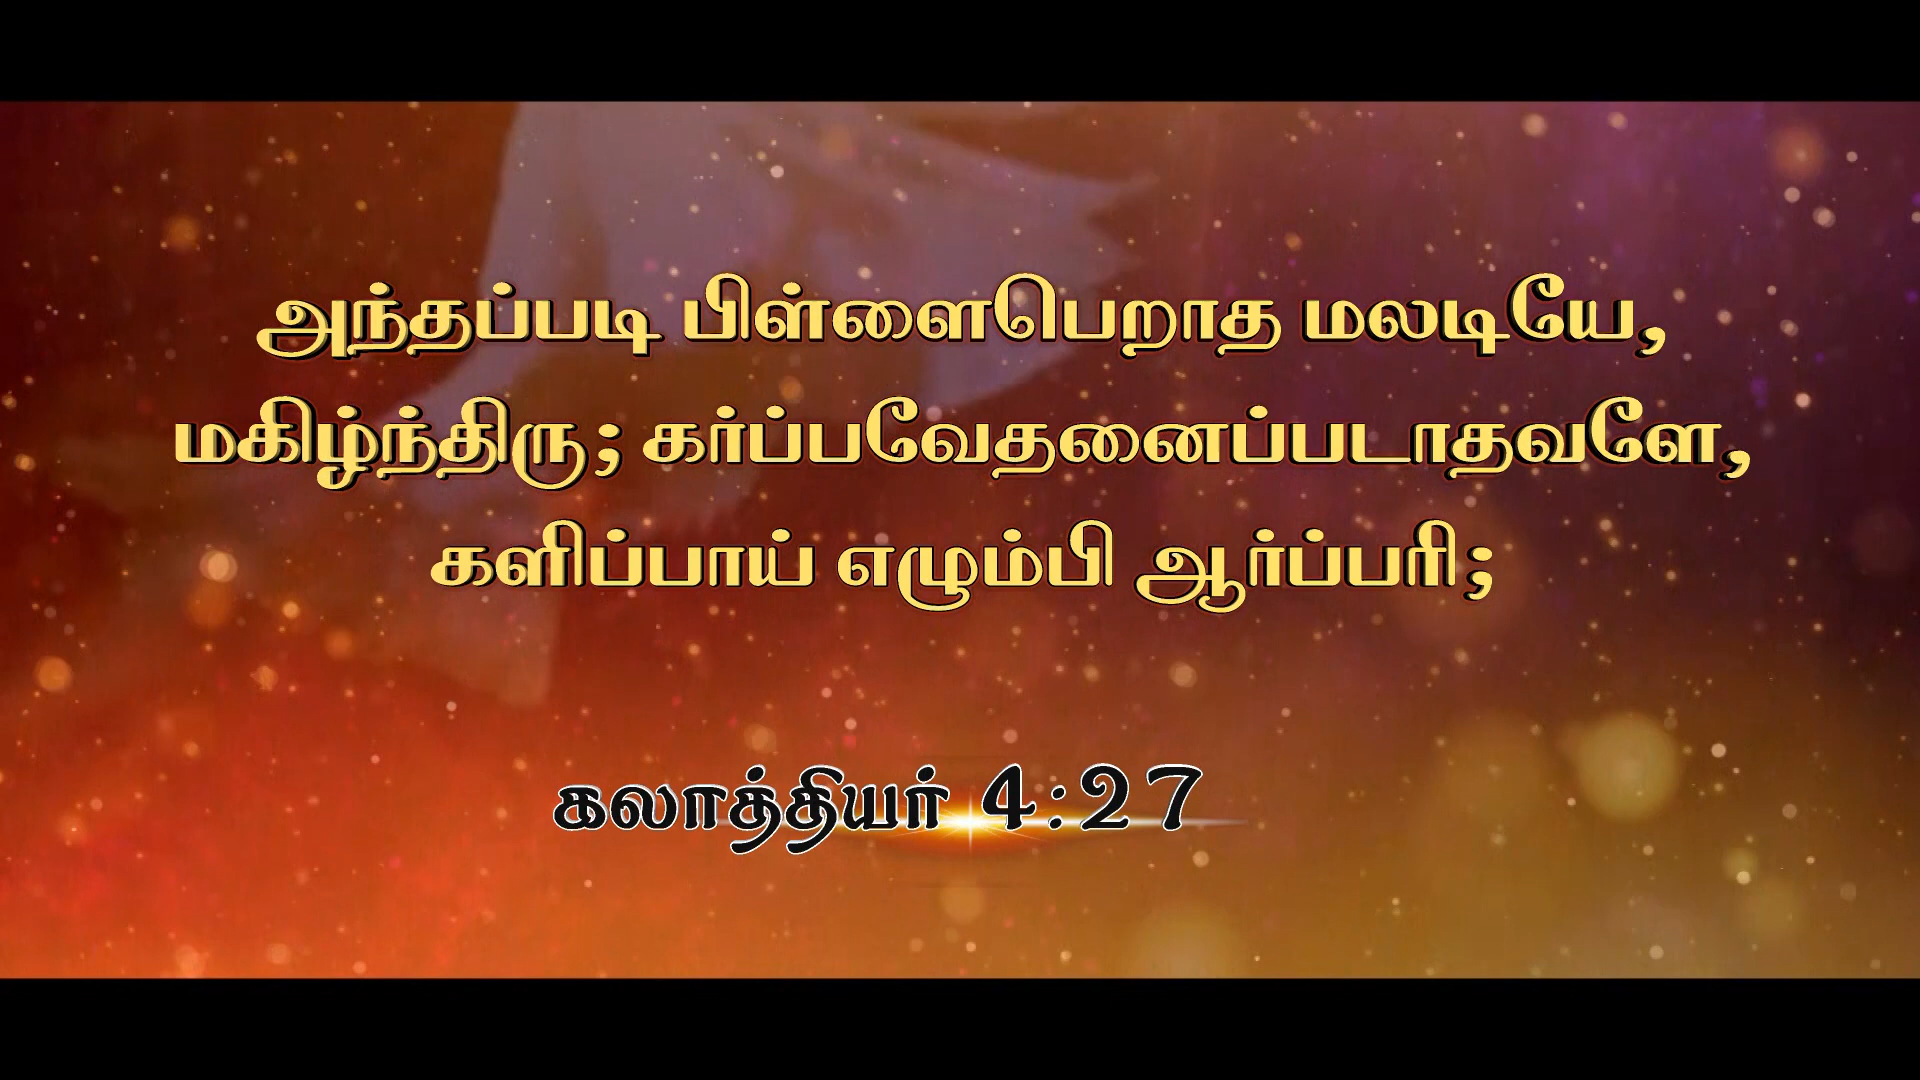 அந்தப்படி பிள்ளைபெறாத மலடியே,
மகிழ்ந்திரு; கர்ப்பவேதனைப்படாதவளே,
களிப்பாய் எழும்பி ஆர்ப்பரி;
கலாத்தியர் 4:27